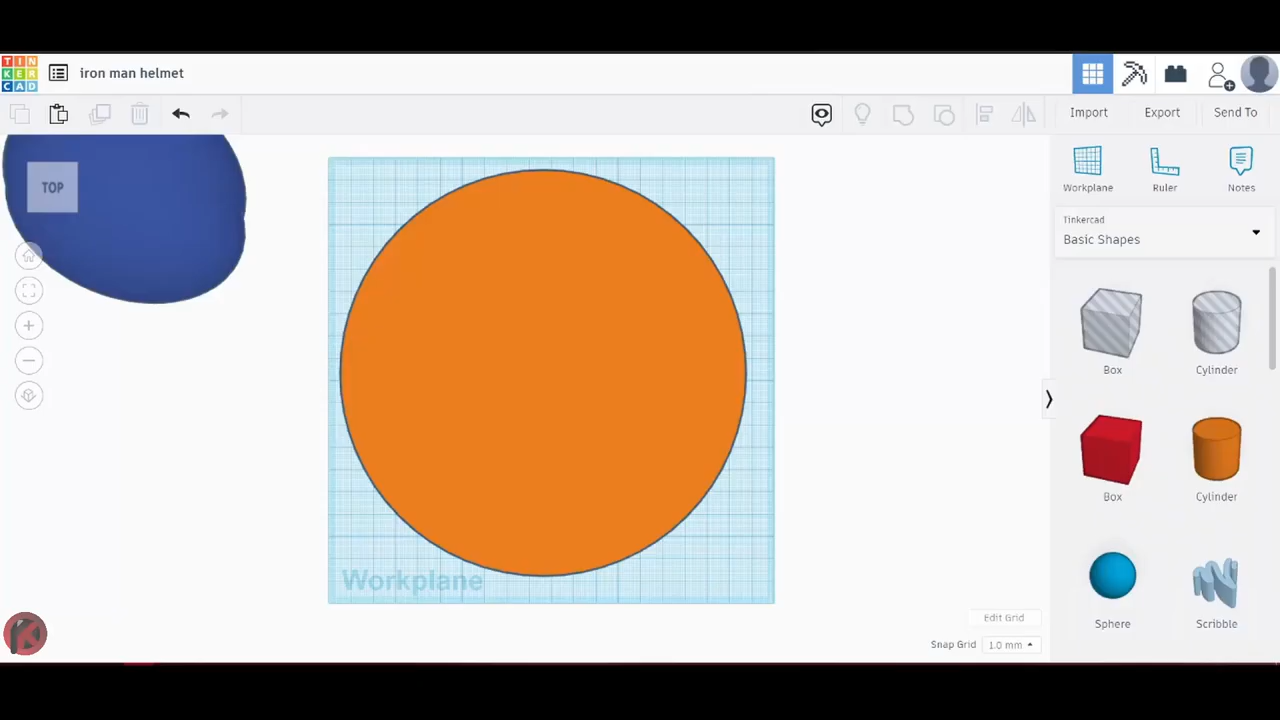 TIN
KER
CAD
iron man helmet
Import
Export
Send To
TOP
Workplane
Ruler
Notes
Tinkercad
Basic Shapes
Box
Cylinder
Box
Cylinder
Workplane
Edit Grid
Sphere
Scribble
Snap Grid
1.0 mm